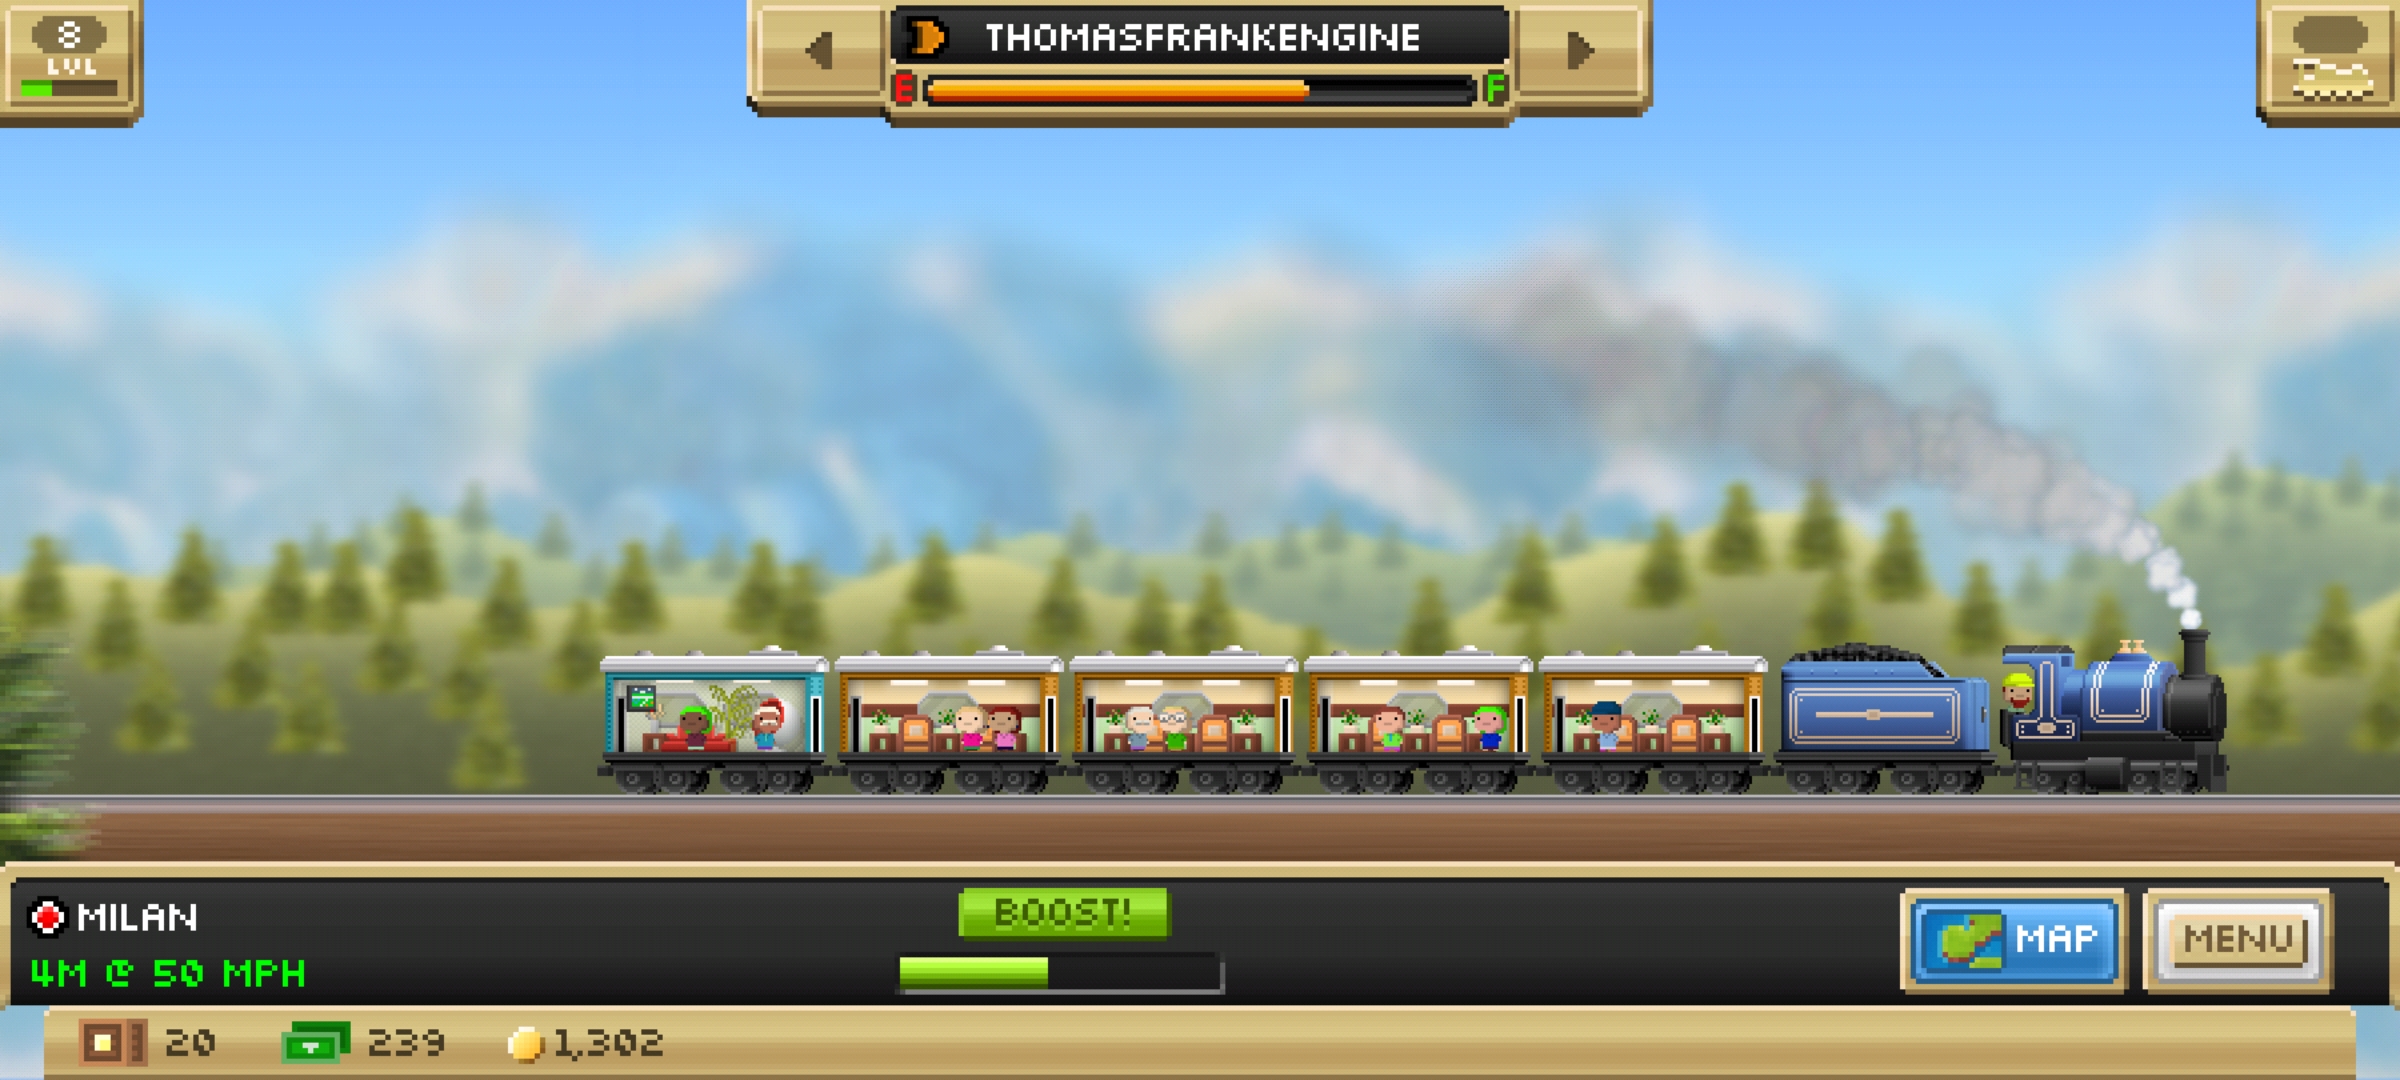 8
LVL
THOMASFRANKENGINE
E F
MILAN
4M @ 50 MPH
BOOST!
MAP
MENU
20 239 1,302